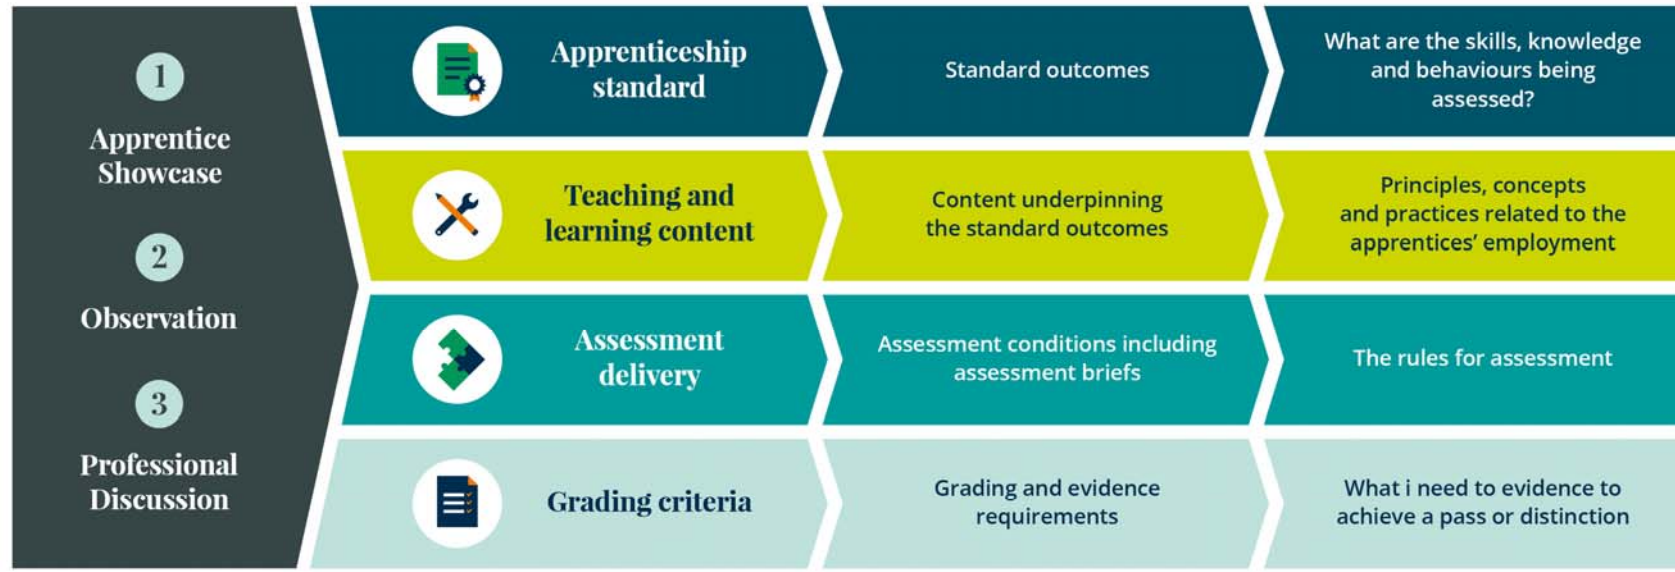 1
Apprentice
Showcase
2
Observation
3
Professional
Discussion
Apprenticeship
standard
Standard outcomes
What are the skills, knowledge
and behaviours being
assessed?
Teaching and
learning content
Content underpinning
the standard outcomes
Principles, concepts
and practices related to the
apprentices’ employment
Assessment
delivery
Assessment conditions including
assessment briefs
The rules for assessment
Grading criteria
Grading and evidence
requirements
What i need to evidence to
achieve a pass or distinction